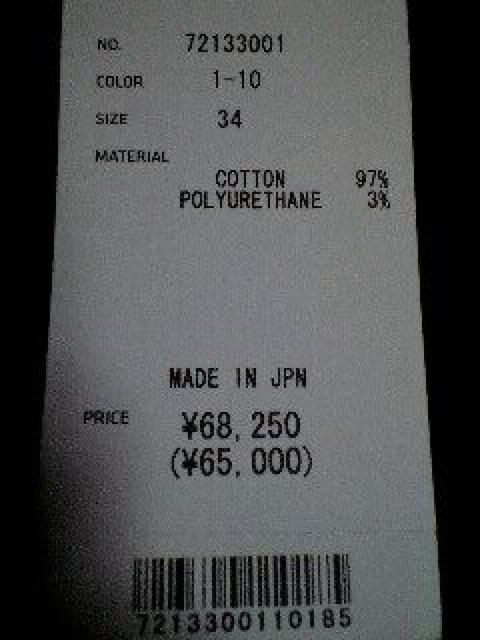 NO. 72133001
COLOR 1-10
SIZE 34
MATERIAL
COTTON 97%
POLYURETHANE 3%
MADE IN JPN
PRICE ¥68,250
(¥65,000)
7213300110185